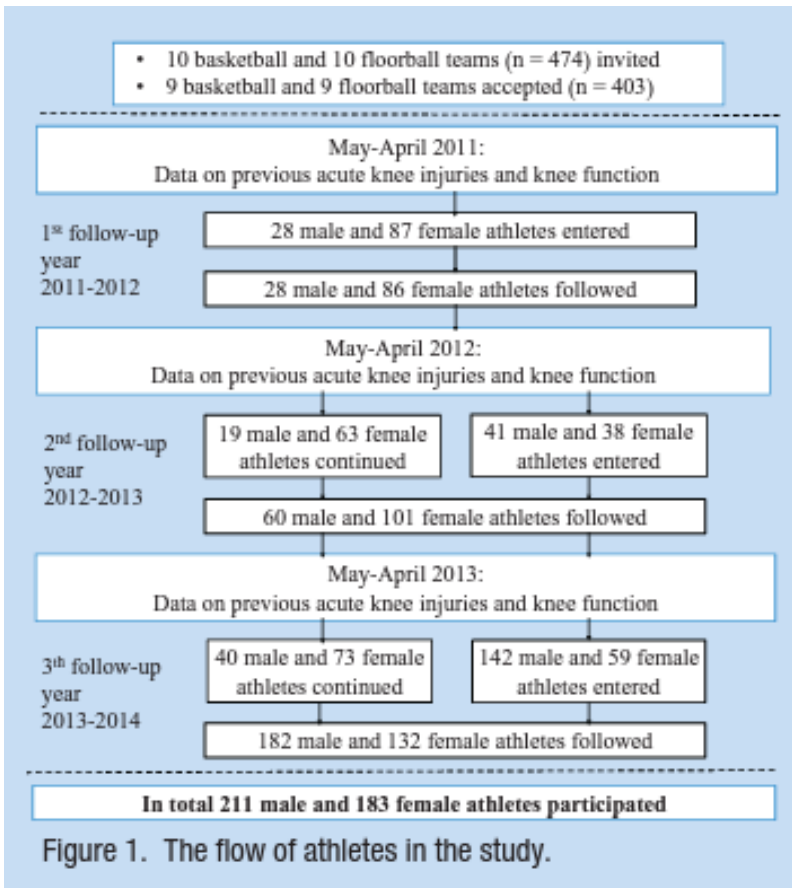 • 10 basketball and 10 floorball teams (n = 474) invited
• 9 basketball and 9 floorball teams accepted (n = 403)
May-April 2011:
Data on previous acute knee injuries and knee function
1st follow-up
year
2011-2012
28 male and 87 female athletes entered
28 male and 86 female athletes followed
May-April 2012:
Data on previous acute knee injuries and knee function
2nd follow-up
year
2012-2013
19 male and 63 female
athletes continued
41 male and 38 female
athletes entered
60 male and 101 female athletes followed
May-April 2013:
Data on previous acute knee injuries and knee function
3th follow-up
year
2013-2014
40 male and 73 female
athletes continued
142 male and 59 female
athletes entered
182 male and 132 female athletes followed
In total 211 male and 183 female athletes participated
Figure 1. The flow of athletes in the study.